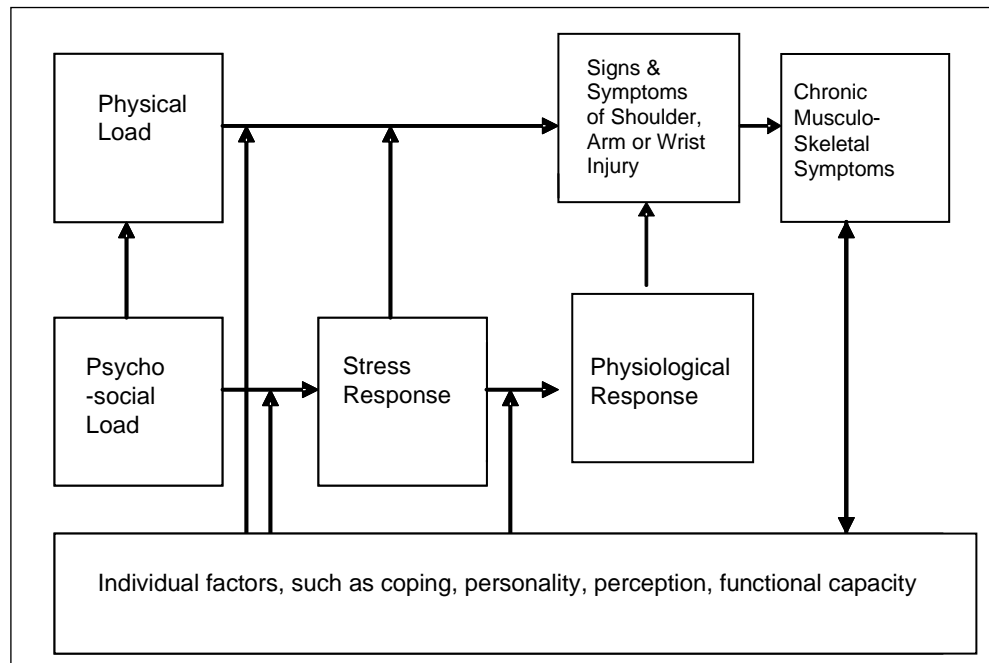 Physical
Load
Signs &
Symptoms
of Shoulder,
Arm or Wrist
Injury
Chronic
Musculo-
Skeletal
Symptoms
Psycho
-social
Load
Stress
Response
Physiological
Response
Individual factors, such as coping, personality, perception, functional capacity